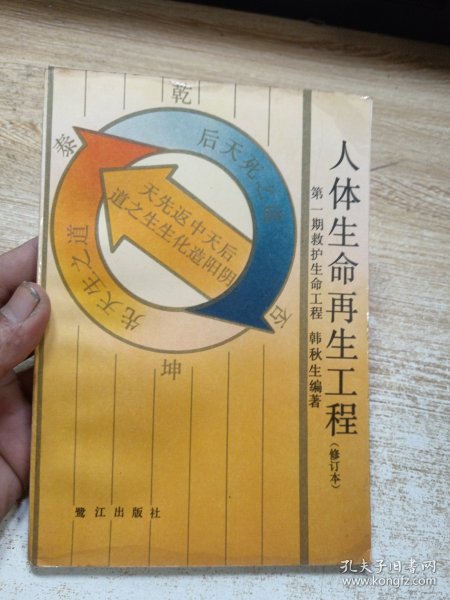 人体生命再生工程
（修订本）
第一期救护生命工程 韩秋生编著
乾
泰
后天死之道
后天中返先天
阴阳造化生生之道
先天生之道
否
坤
鹭江出版社
孔夫子旧书网
www.kongfz.com